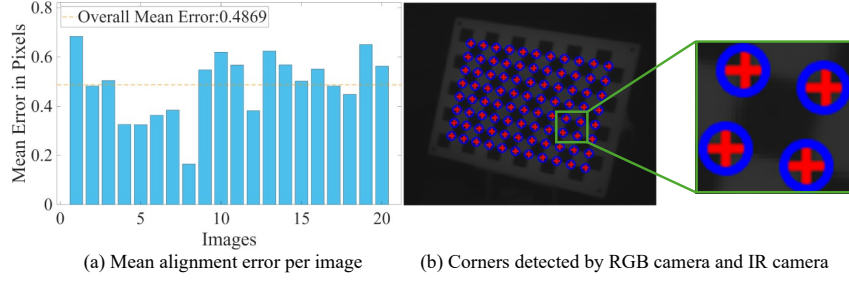 0.8
Overall Mean Error:0.4869
0.6
0.4
0.2
0
Mean Error in Pixels
0 5 10 15 20
Images
(a) Mean alignment error per image
(b) Corners detected by RGB camera and IR camera